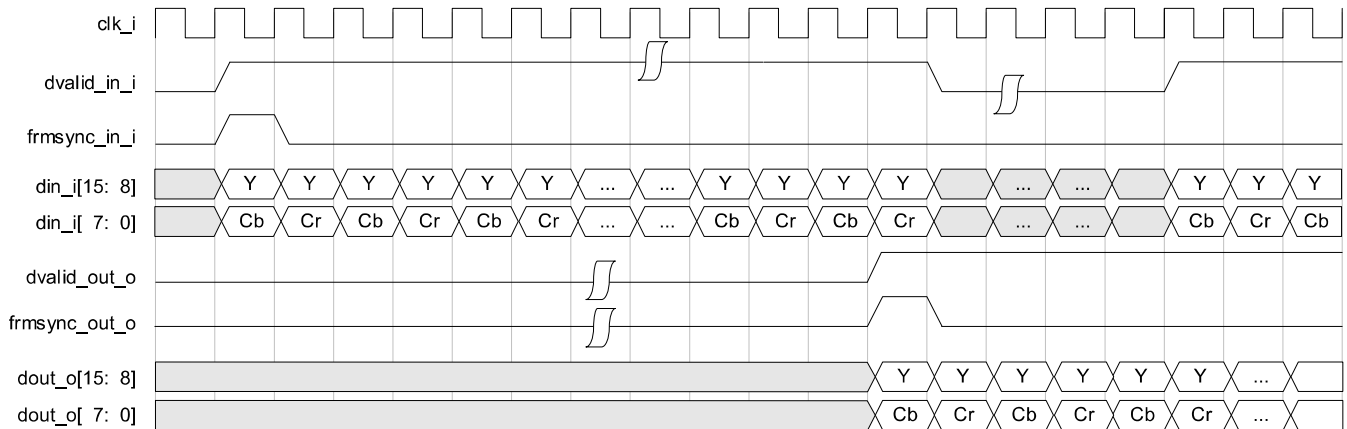 clk_i
dvalid_in_i
frmsync_in_i
din_i[15: 8] Y Y Y Y Y Y ... ... Y Y Y Y ... ... Y Y Y
din_i[ 7: 0] Cb Cr Cb Cr Cb Cr ... ... Cb Cr Cb Cr ... ... Cb Cr Cb
dvalid_out_o
frmsync_out_o
dout_o[15: 8] Y Y Y Y Y Y ...
dout_o[ 7: 0] Cb Cr Cb Cr Cb Cr ...